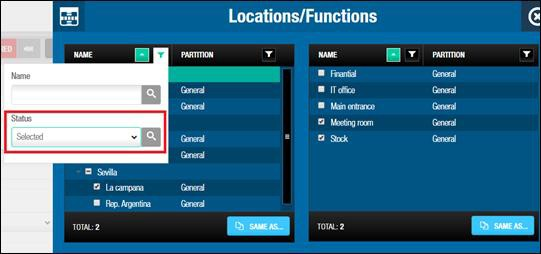 Locations/Functions
RED
NAME PARTITION
Name
General
General
Status
Selected
General
General
Sevilla
La campana General
Rep. Argentina General
TOTAL: 2 SAME AS...
NAME PARTITION
Finantial General
IT office General
Main entrance General
Meeting room General
Stock General
TOTAL: 2 SAME AS...